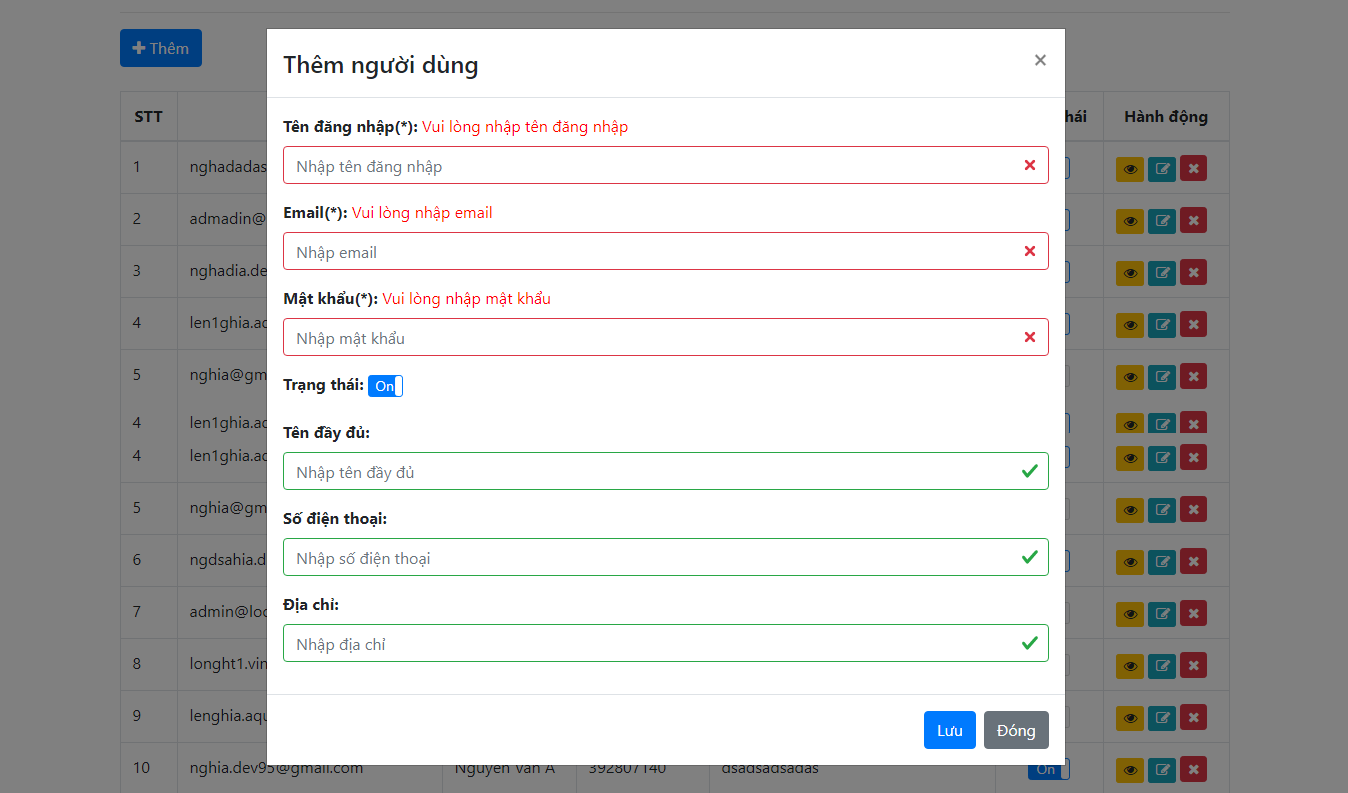 Thêm
Thêm người dùng
×
STT
hái
Hành động
Tên đăng nhập(*): Vui lòng nhập tên đăng nhập
Nhập tên đăng nhập
Email(*): Vui lòng nhập email
Nhập email
Mật khẩu(*): Vui lòng nhập mật khẩu
Nhập mật khẩu
Trạng thái: On
Tên đầy đủ:
Nhập tên đầy đủ
Số điện thoại:
Nhập số điện thoại
Địa chỉ:
Nhập địa chỉ
Lưu
Đóng
1 nghadadas
2 admadin@
3 nghadia.de
4 len1ghia.ad
5 nghia@gm
4 len1ghia.ad
4 len1ghia.ad
5 nghia@gm
6 ngdsahia.d
7 admin@loc
8 longht1.vin
9 lenghia.aqu
10 nghia.dev95@gmail.com Nguyễn Văn A 392807140 dsadsadsadas On